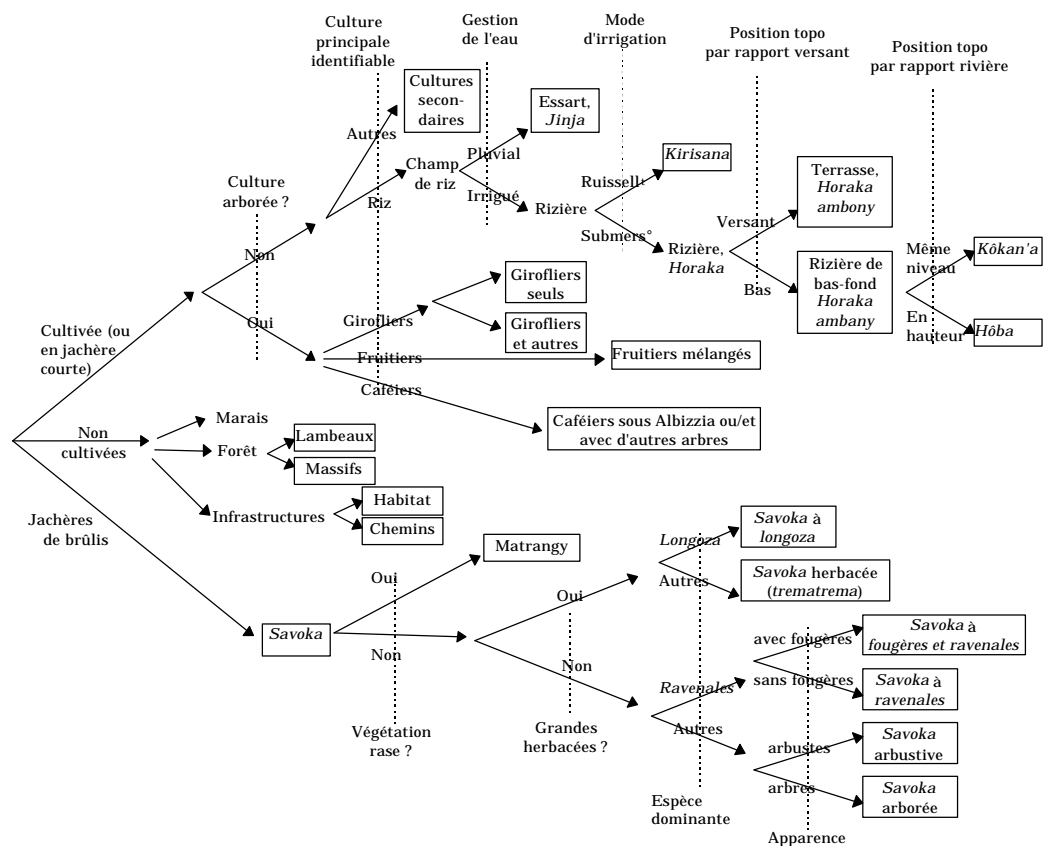 Culture
principale
identifiable
Gestion
de l'eau
Mode
d'irrigation
Position topo
par rapport versant
Position topo
par rapport rivière
Culture
arborée ?
Autres
Cultures
secon-
daires
Riz
Champ
de riz
Pluvial
Essart,
Jinja
Irrigué
Rizière
Ruissellt
Kirisana
Submers°
Rizière,
Horaka
Versant
Terrasse,
Horaka
ambony
Bas
Rizière de
bas-fond
Horaka
ambany
Même
niveau
Kôkan'a
En
hauteur
Hôba
Non
Oui
Girofliers
Girofliers
seuls
Girofliers
et autres
Fruitiers
Fruitiers mélangés
Caféiers
Caféiers sous Albizzia ou/et
avec d'autres arbres
Cultivée (ou
en jachère
courte)
Non
cultivées
Marais
Forêt
Lambeaux
Massifs
Infrastructures
Habitat
Chemins
Jachères
de brûlis
Savoka
Oui
Matrangy
Non
Végétation
rase ?
Oui
Non
Grandes
herbacées ?
Longoza
Savoka à
longoza
Autres
Savoka herbacée
(trematrema)
Ravenales
avec fougères
Savoka à
fougères et ravenales
sans fougères
Savoka à
ravenales
Autres
arbustes
Savoka
arbustive
arbres
Savoka
arborée
Espèce
dominante
Apparence